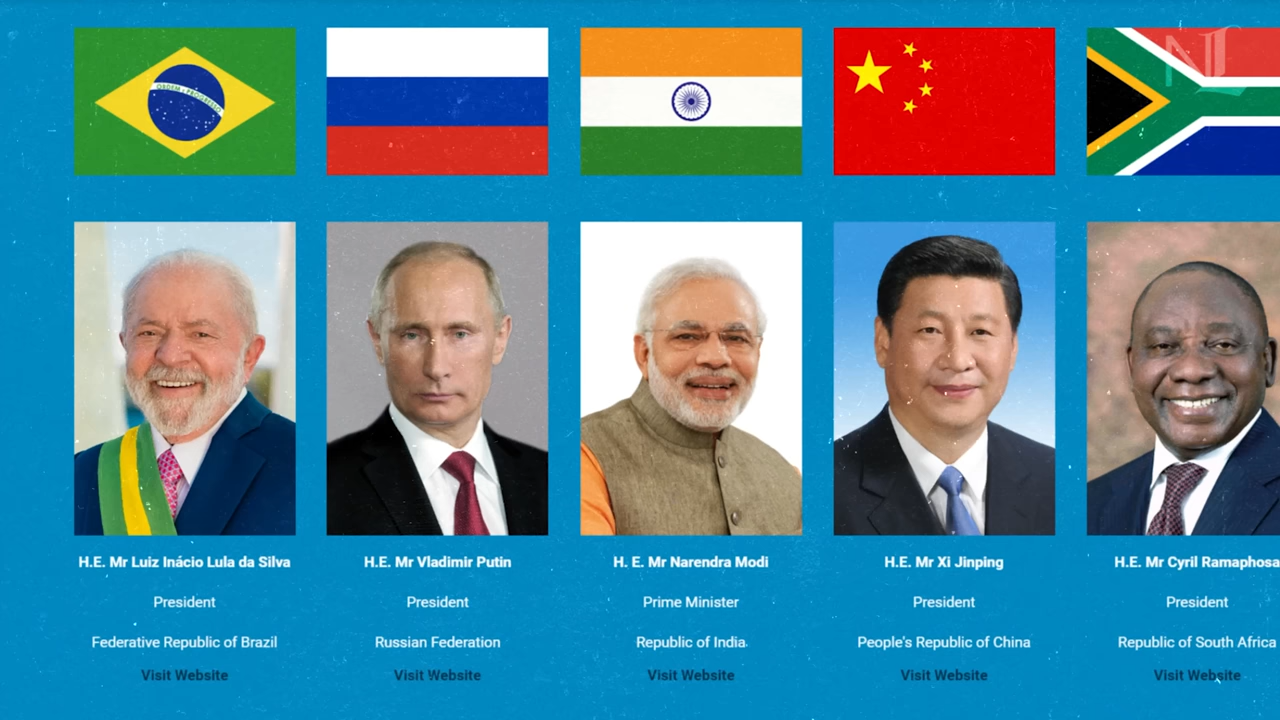 ORDEM E PROGRESSO
H.E. Mr Luiz Inácio Lula da Silva
President
Federative Republic of Brazil
Visit Website
H.E. Mr Vladimir Putin
President
Russian Federation
Visit Website
H. E. Mr Narendra Modi
Prime Minister
Republic of India
Visit Website
H.E. Mr Xi Jinping
President
People's Republic of China
Visit Website
H.E. Mr Cyril Ramaphosa
President
Republic of South Africa
Visit Website